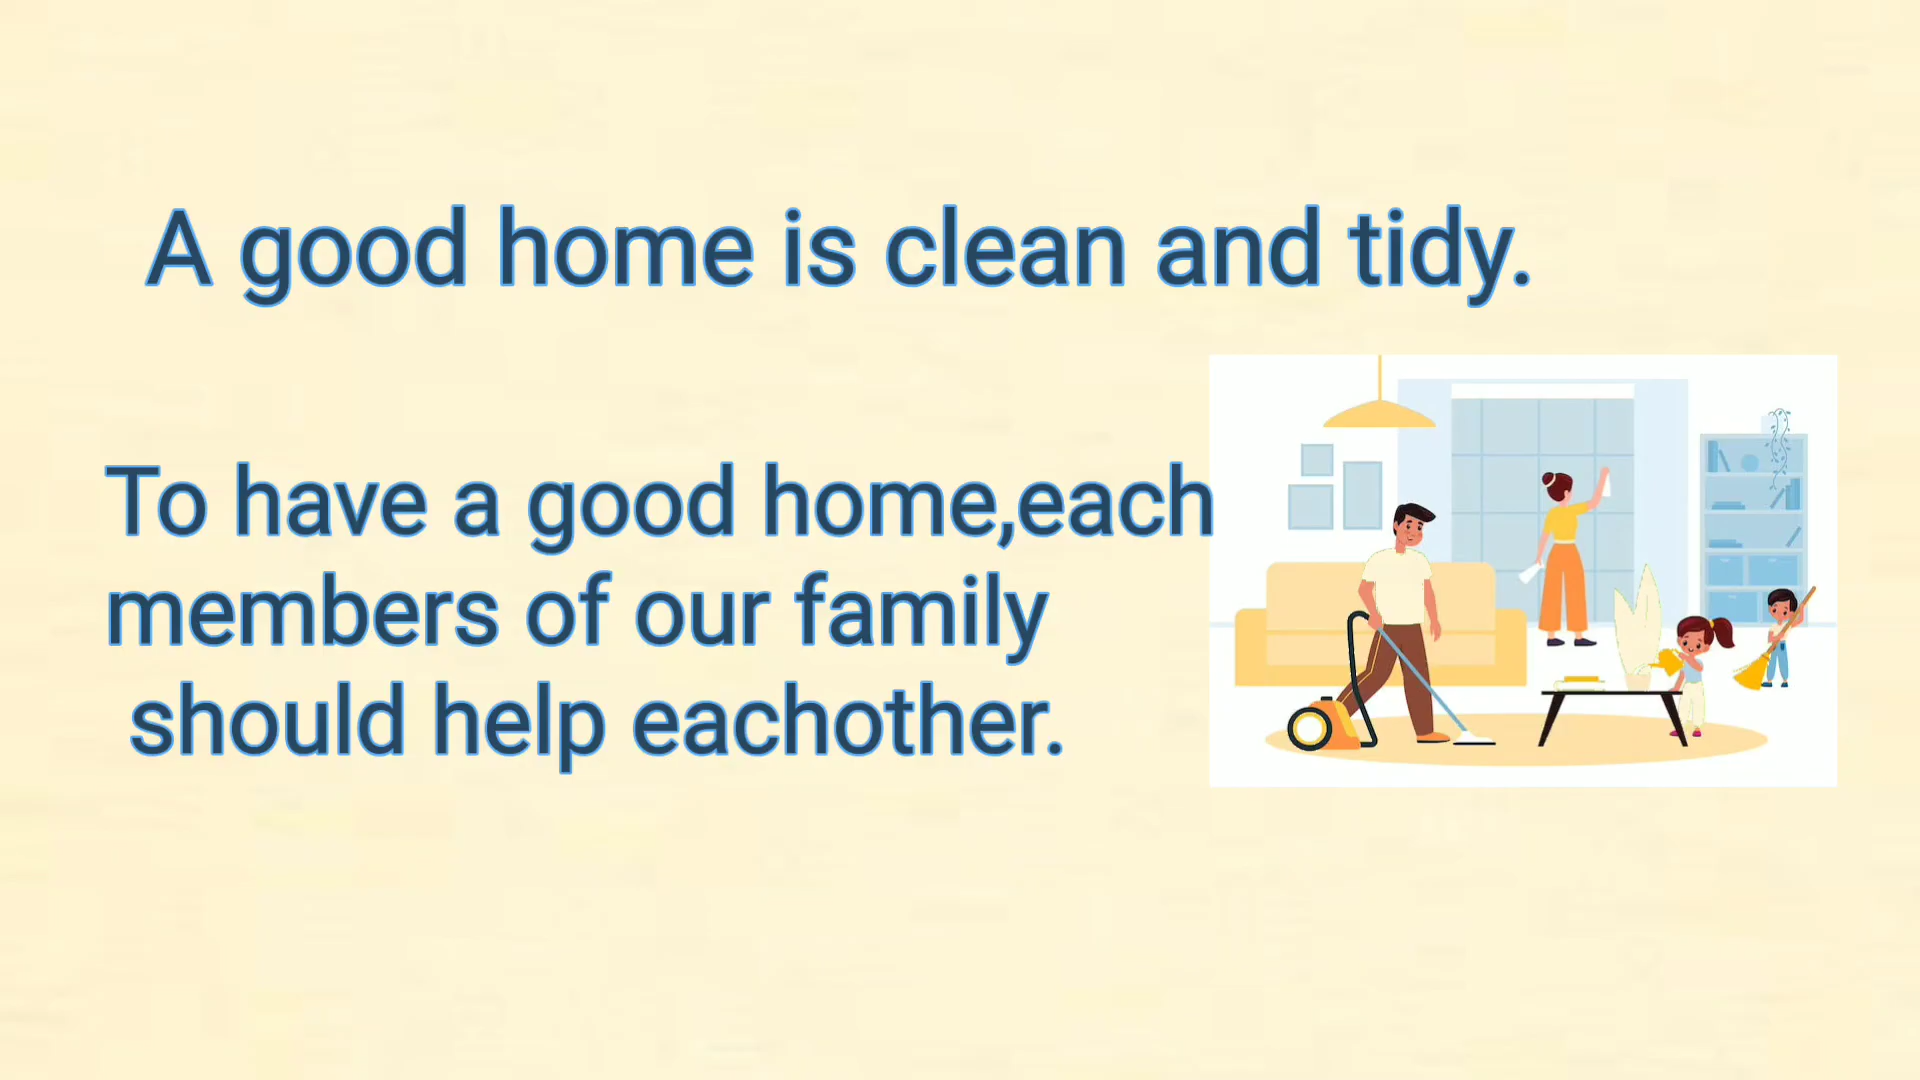 A good home is clean and tidy.
To have a good home,each
members of our family
should help eachother.